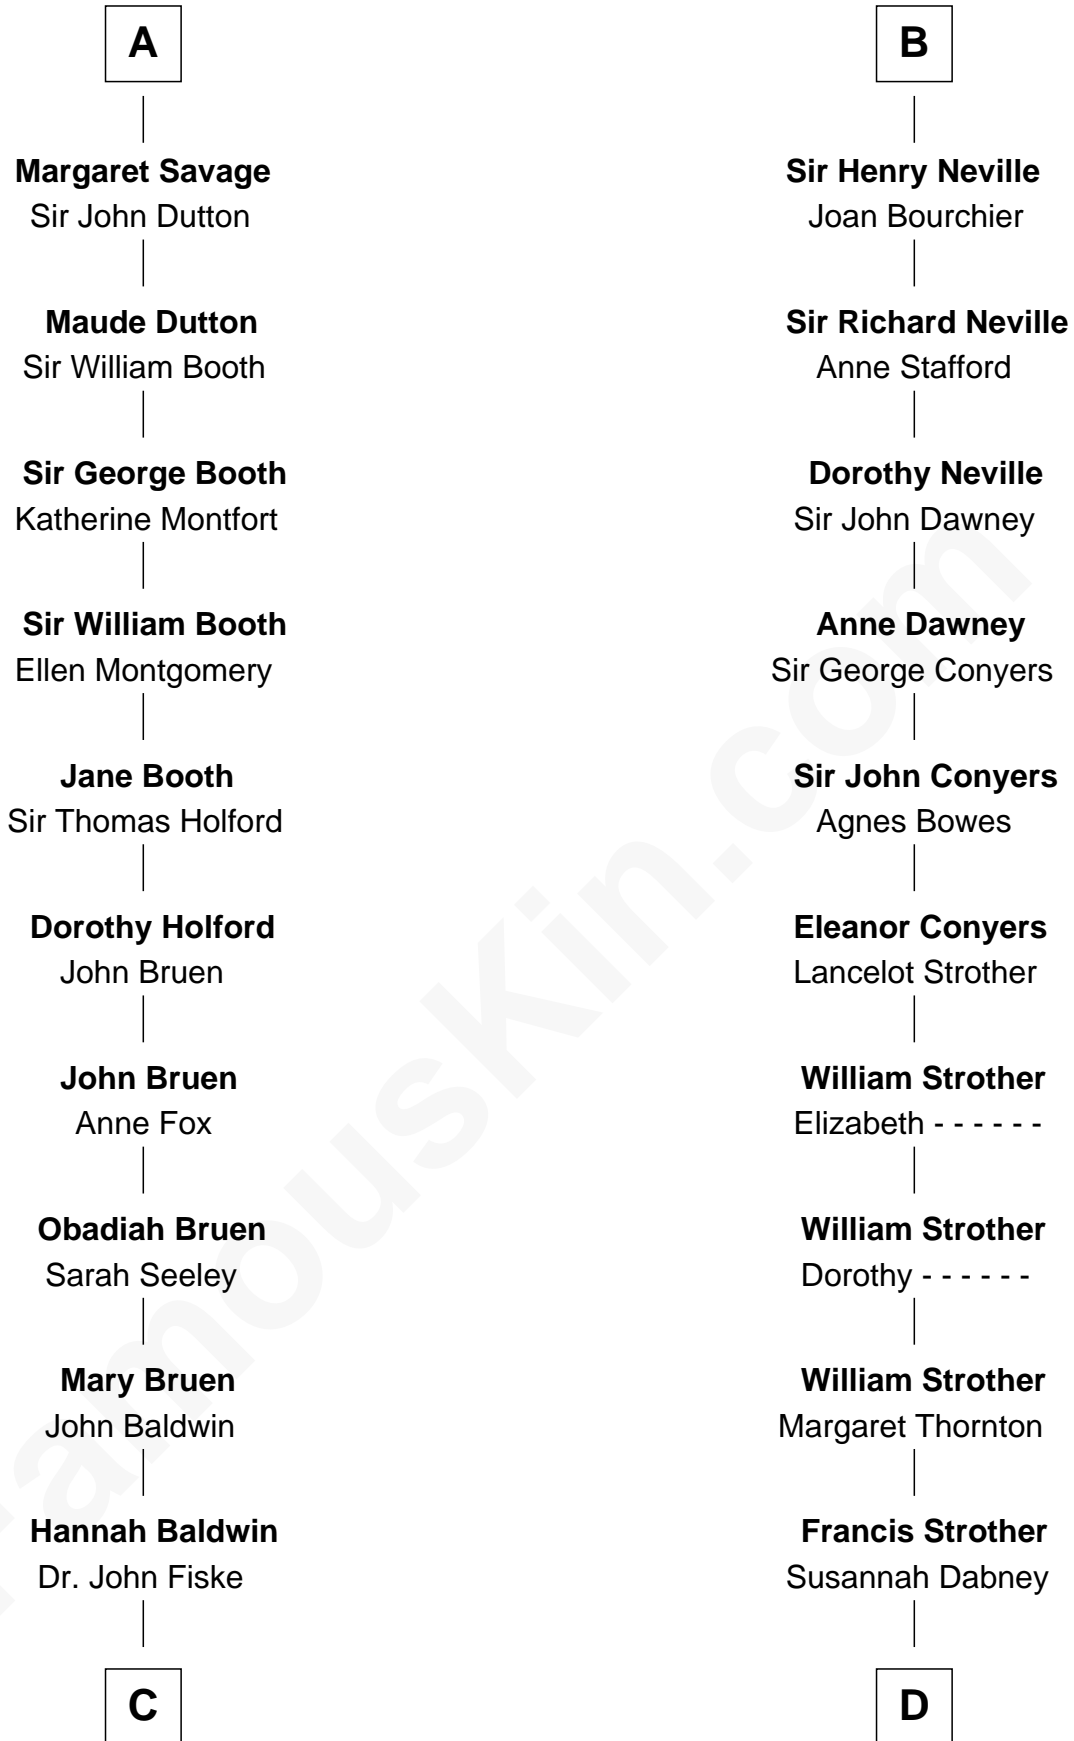 A
Margaret Savage
Sir John Dutton
Maude Dutton
Sir William Booth
Sir George Booth
Katherine Montfort
Sir William Booth
Ellen Montgomery
Jane Booth
Sir Thomas Holford
Dorothy Holford
John Bruen
John Bruen
Anne Fox
Obadiah Bruen
Sarah Seeley
Mary Bruen
John Baldwin
Hannah Baldwin
Dr. John Fiske
C
B
Sir Henry Neville
Joan Bourchier
Sir Richard Neville
Anne Stafford
Dorothy Neville
Sir John Dawney
Anne Dawney
Sir George Conyers
Sir John Conyers
Agnes Bowes
Eleanor Conyers
Lancelot Strother
William Strother
Elizabeth - - - - - -
William Strother
Dorothy - - - - - -
William Strother
Margaret Thornton
Francis Strother
Susannah Dabney
D
FamousKin.com